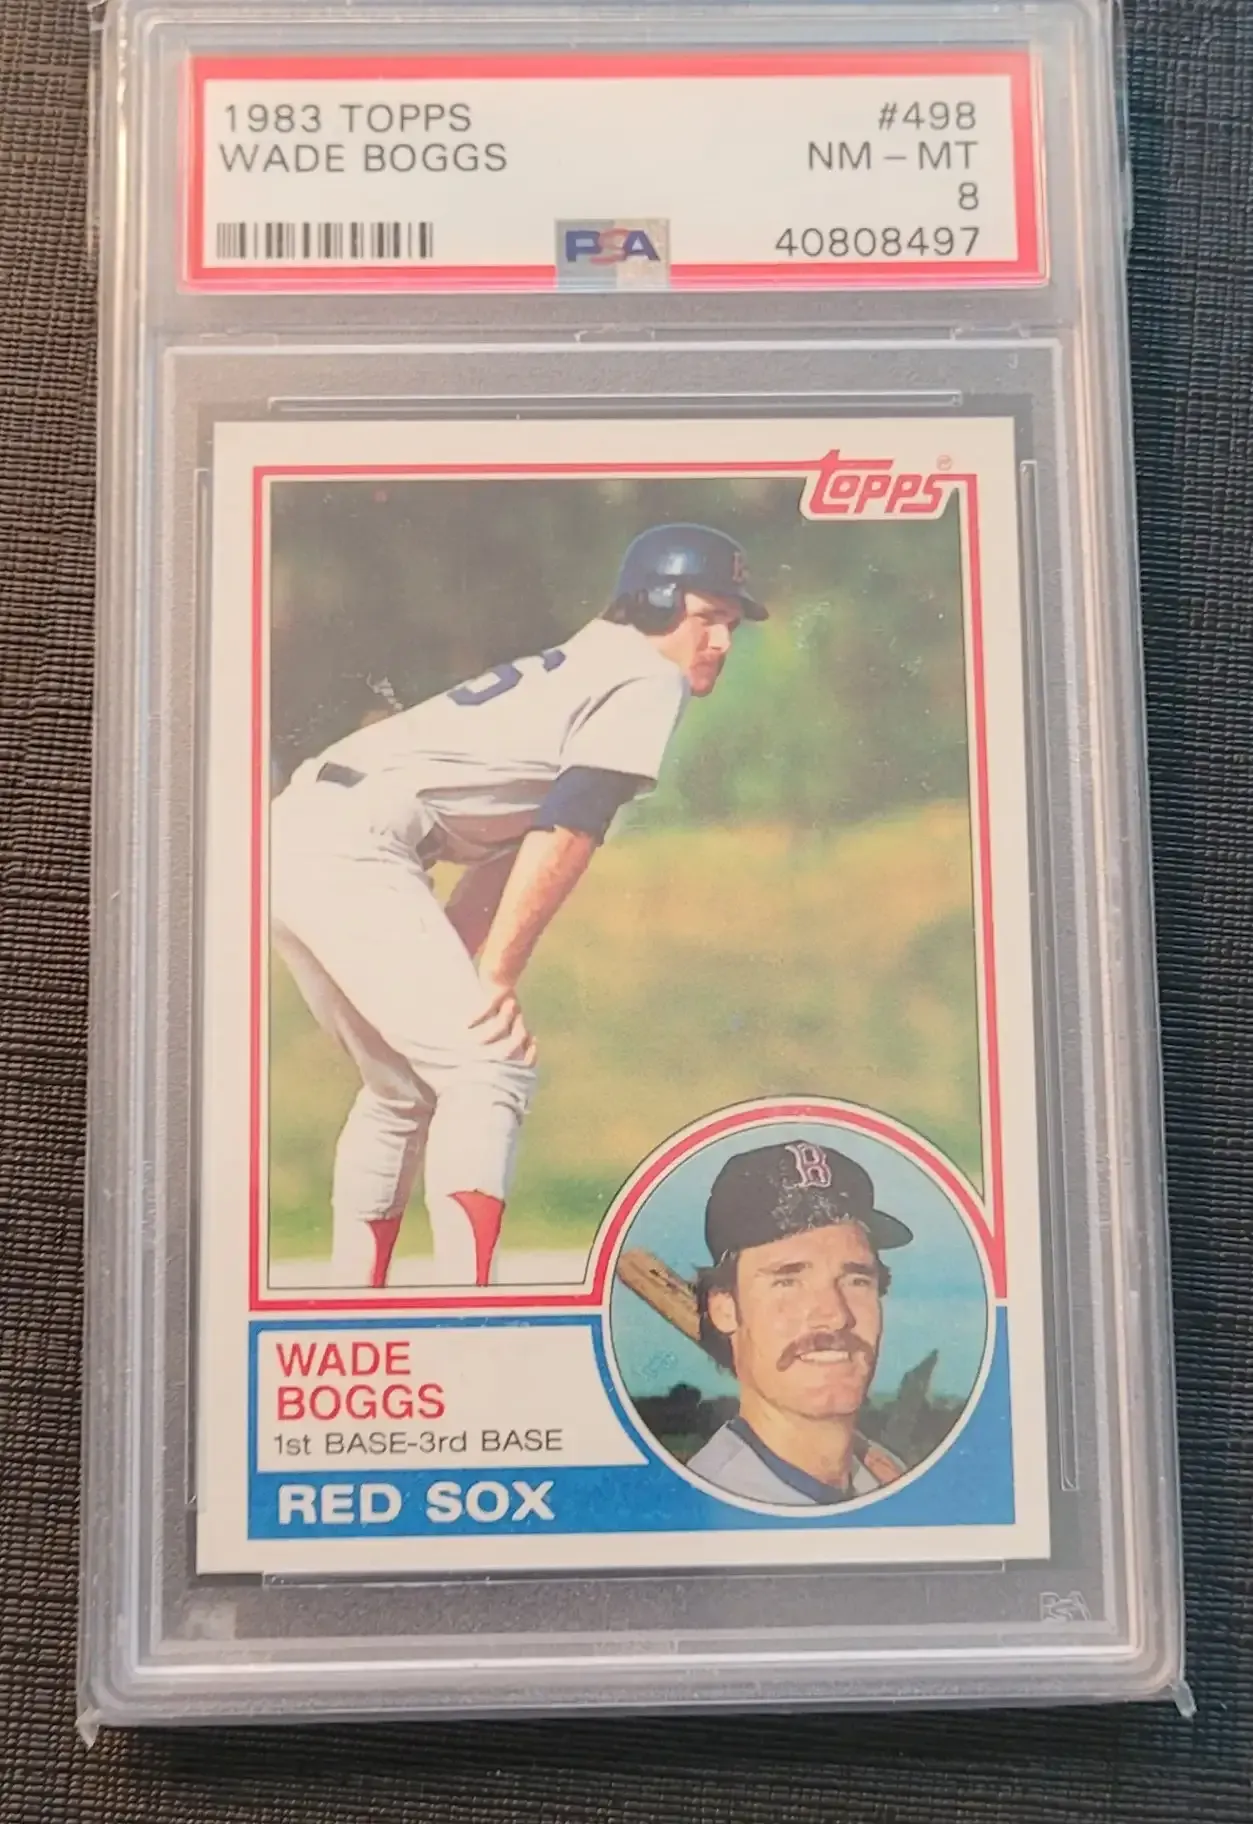 1983 TOPPS #498
WADE BOGGS NM - MT
8
PSA 40808497
Topps®
B
B
WADE
BOGGS
1st BASE-3rd BASE
RED SOX
PSA